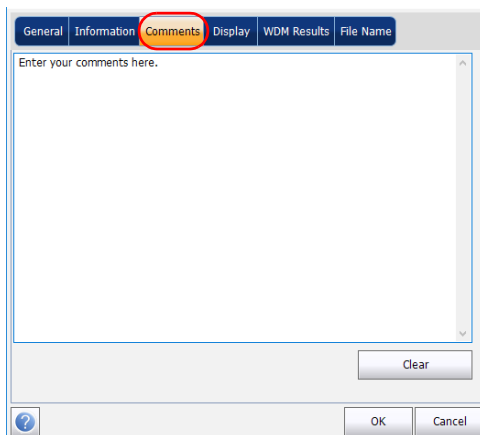 General Information Comments Display WDM Results File Name
Enter your comments here.
Clear
? OK Cancel